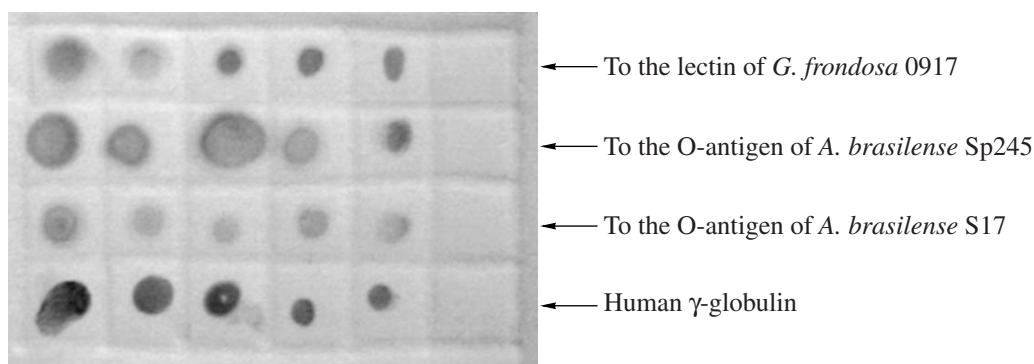 To the lectin of G. frondosa 0917
To the O-antigen of A. brasilense Sp245
To the O-antigen of A. brasilense S17
Human γ-globulin